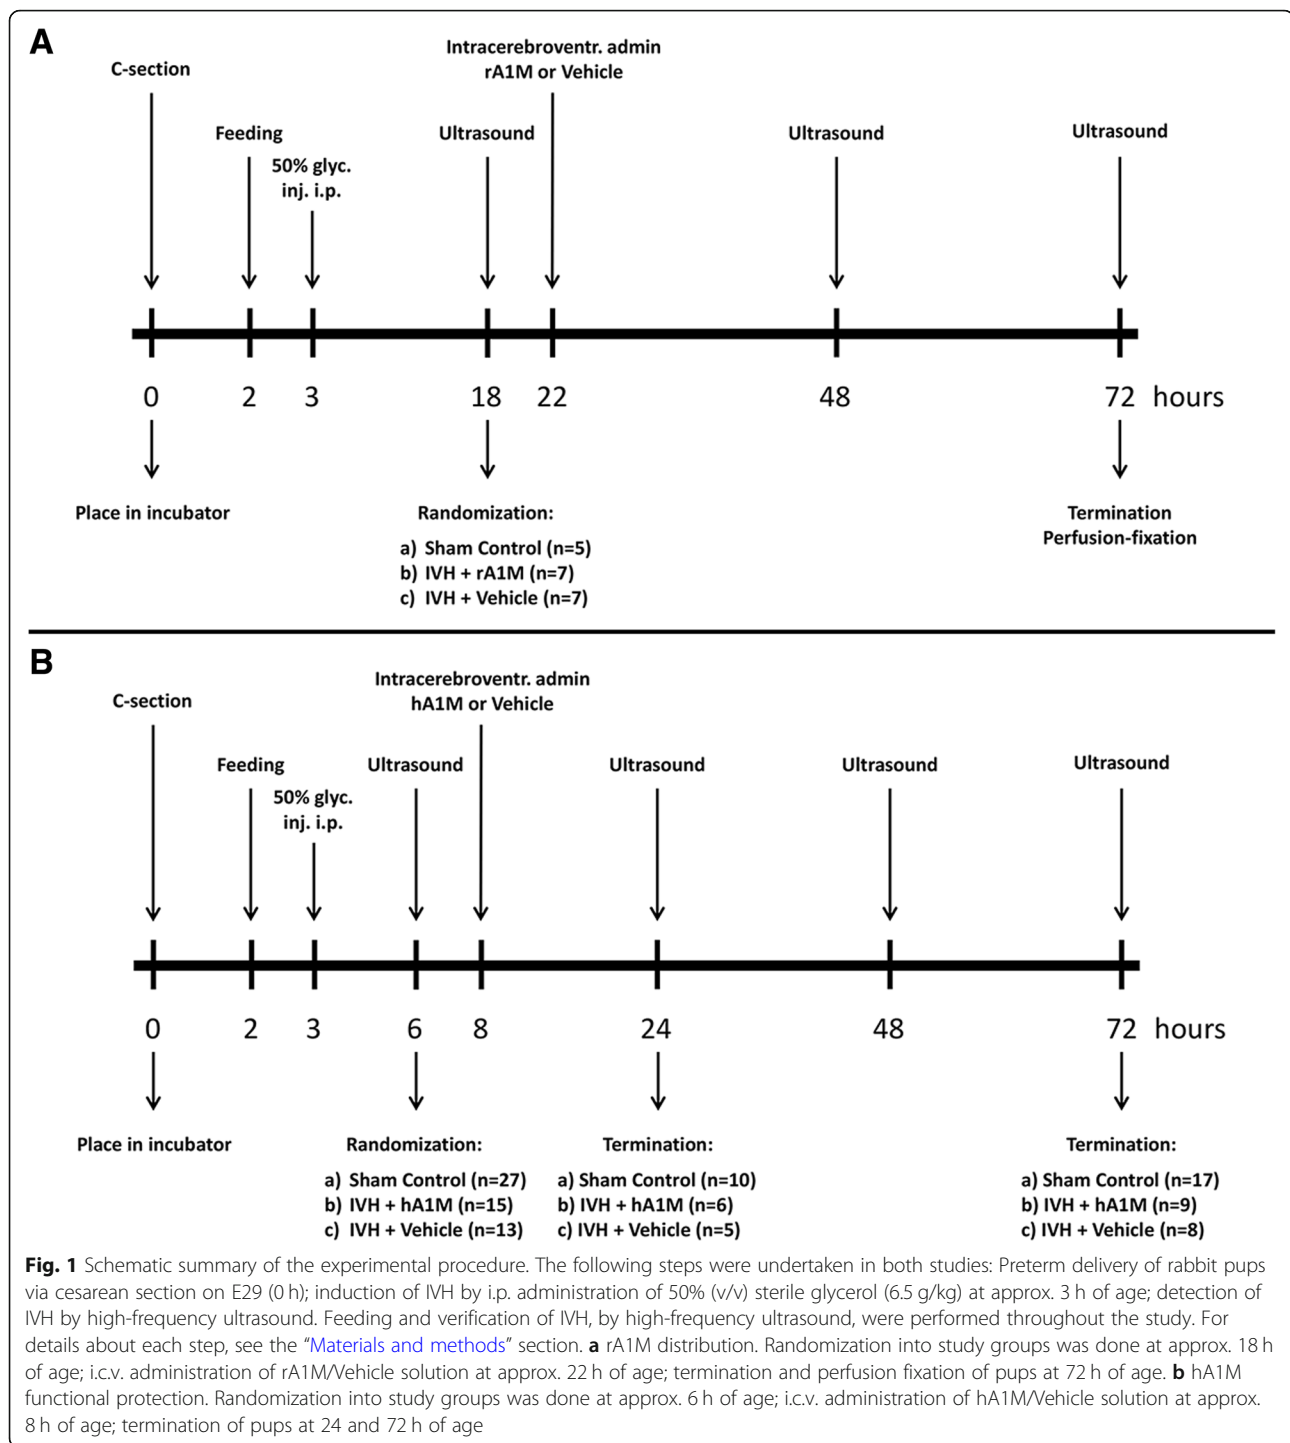 A
Intracerebroventr. admin
rA1M or Vehicle
C-section
Feeding
50% glyc.
inj. i.p.
Ultrasound
Ultrasound
Ultrasound
0 2 3 18 22 48 72 hours
Place in incubator
Randomization:
a) Sham Control (n=5)
b) IVH + rA1M (n=7)
c) IVH + Vehicle (n=7)
Termination
Perfusion-fixation
B
Intracerebroventr. admin
hA1M or Vehicle
C-section
Feeding
50% glyc.
inj. i.p.
Ultrasound
Ultrasound
Ultrasound
Ultrasound
0 2 3 6 8 24 48 72 hours
Place in incubator
Randomization:
a) Sham Control (n=27)
b) IVH + hA1M (n=15)
c) IVH + Vehicle (n=13)
Termination:
a) Sham Control (n=10)
b) IVH + hA1M (n=6)
c) IVH + Vehicle (n=5)
Termination:
a) Sham Control (n=17)
b) IVH + hA1M (n=9)
c) IVH + Vehicle (n=8)
Fig. 1 Schematic summary of the experimental procedure. The following steps were undertaken in both studies: Preterm delivery of rabbit pups
via cesarean section on E29 (0 h); induction of IVH by i.p. administration of 50% (v/v) sterile glycerol (6.5 g/kg) at approx. 3 h of age; detection of
IVH by high-frequency ultrasound. Feeding and verification of IVH, by high-frequency ultrasound, were performed throughout the study. For
details about each step, see the “Materials and methods” section. a rA1M distribution. Randomization into study groups was done at approx. 18 h
of age; i.c.v. administration of rA1M/Vehicle solution at approx. 22 h of age; termination and perfusion fixation of pups at 72 h of age. b hA1M
functional protection. Randomization into study groups was done at approx. 6 h of age; i.c.v. administration of hA1M/Vehicle solution at approx.
8 h of age; termination of pups at 24 and 72 h of age